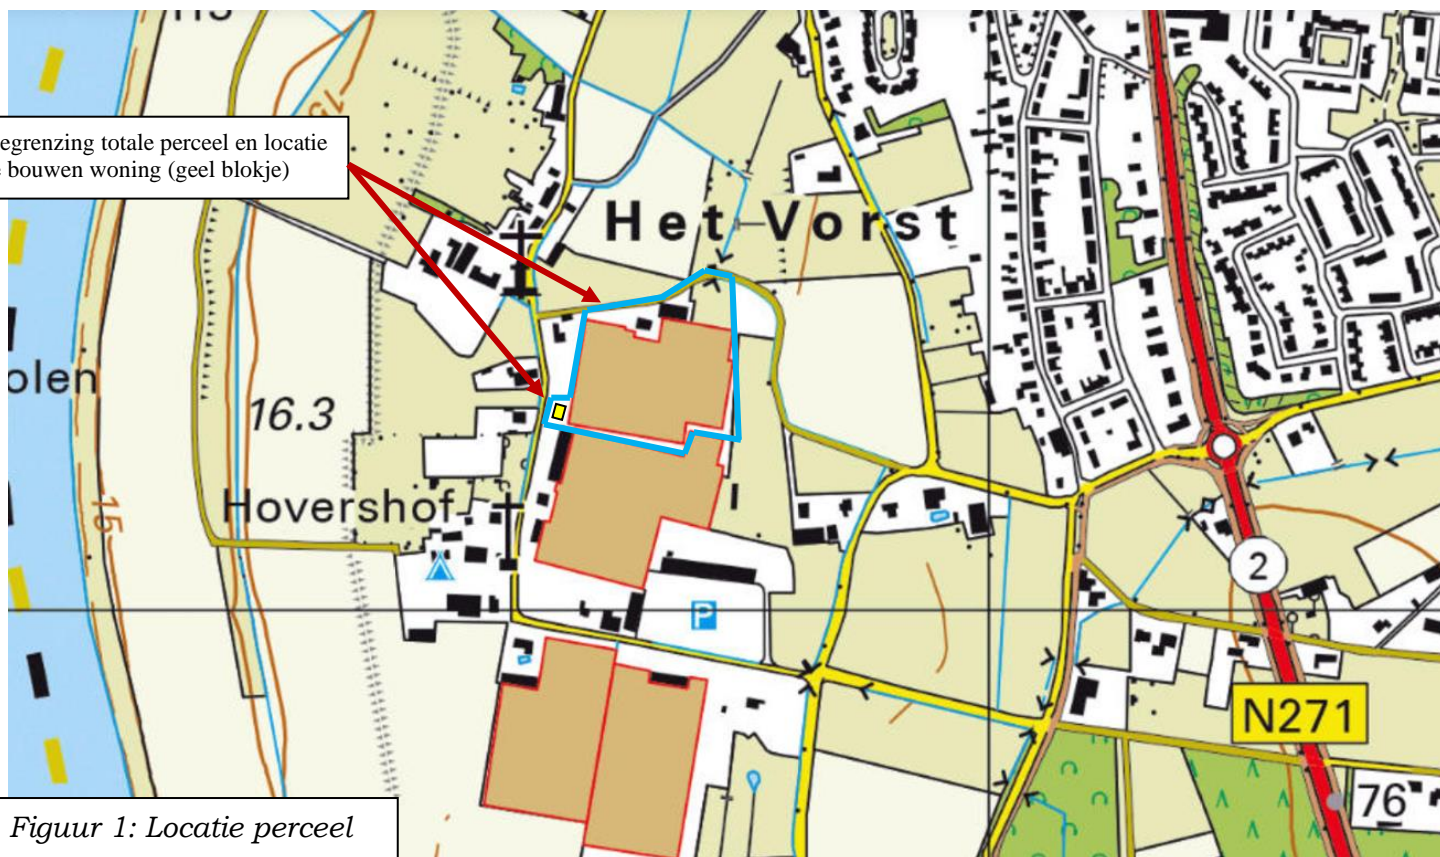 egrenzing totale perceel en locatie
bouwen woning (geel blokje)
Het Vorst
olen
16.3
15
Hovershof
15
P
2
N271
76
Figuur 1: Locatie perceel